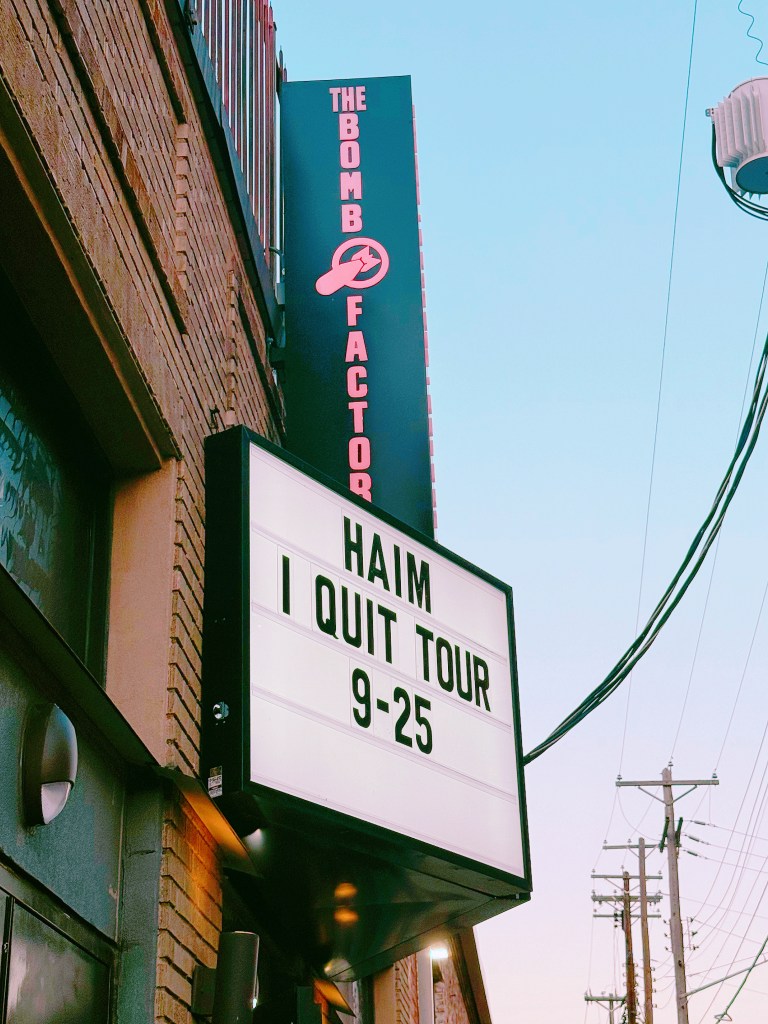 THE
BOMB
FACTOR
HAIM
I QUIT TOUR
9-25